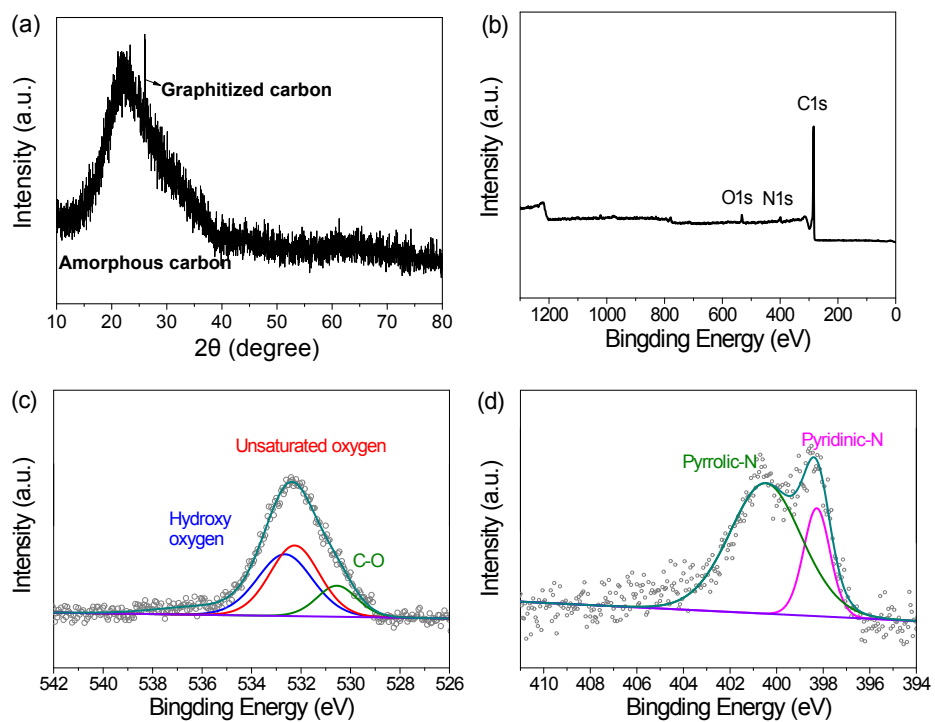 (a)
Intensity (a.u.)
Graphitized carbon
Amorphous carbon
10 20 30 40 50 60 70 80
2θ (degree)
(b)
Intensity (a.u.)
C1s
O1s N1s
1200 1000 800 600 400 200 0
Bingding Energy (eV)
(c)
Intensity (a.u.)
Unsaturated oxygen
Hydroxy
oxygen
C-O
542 540 538 536 534 532 530 528 526
Bingding Energy (eV)
(d)
Intensity (a.u.)
Pyridinic-N
Pyrrolic-N
410 408 406 404 402 400 398 396 394
Bingding Energy (eV)